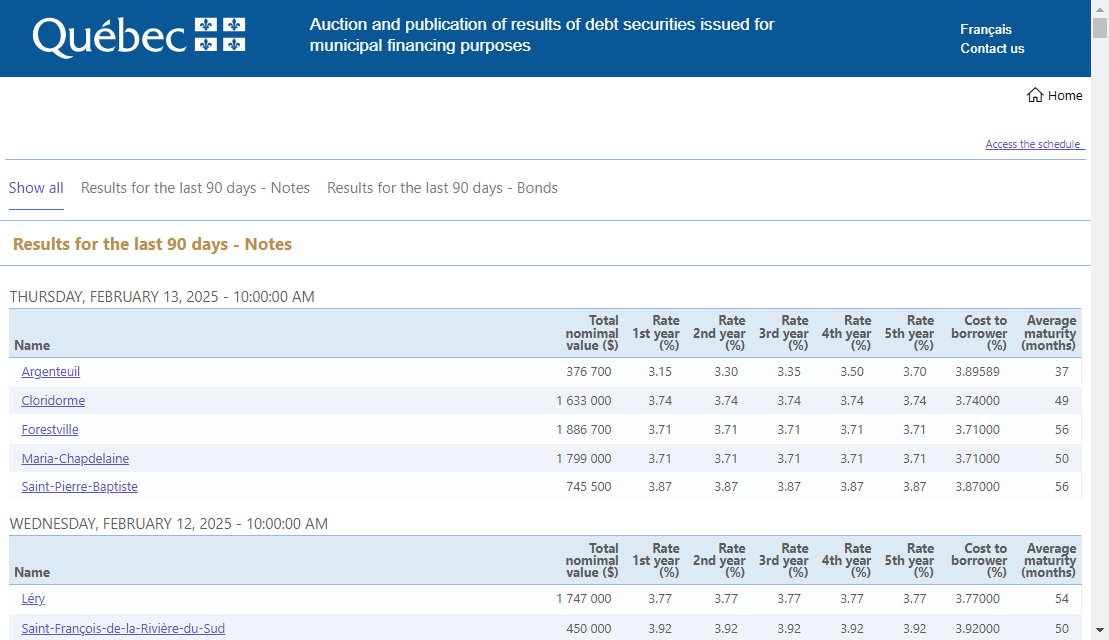 Québec
Auction and publication of results of debt securities issued for
municipal financing purposes
Français
Contact us
Home
Access the schedule
Show all Results for the last 90 days - Notes Results for the last 90 days - Bonds
Results for the last 90 days - Notes
THURSDAY, FEBRUARY 13, 2025 - 10:00:00 AM
Name Total nomimal value ($) Rate 1st year (%) Rate 2nd year (%) Rate 3rd year (%) Rate 4th year (%) Rate 5th year (%) Cost to borrower (%) Average maturity (months)
Argenteuil 376 700 3.15 3.30 3.35 3.50 3.70 3.89589 37
Cloridorme 1 633 000 3.74 3.74 3.74 3.74 3.74 3.74000 49
Forestville 1 886 700 3.71 3.71 3.71 3.71 3.71 3.71000 56
Maria-Chapdelaine 1 799 000 3.71 3.71 3.71 3.71 3.71 3.71000 50
Saint-Pierre-Baptiste 745 500 3.87 3.87 3.87 3.87 3.87 3.87000 56
WEDNESDAY, FEBRUARY 12, 2025 - 10:00:00 AM
Name Total nomimal value ($) Rate 1st year (%) Rate 2nd year (%) Rate 3rd year (%) Rate 4th year (%) Rate 5th year (%) Cost to borrower (%) Average maturity (months)
Léry 1 747 000 3.77 3.77 3.77 3.77 3.77 3.77000 54
Saint-François-de-la-Rivière-du-Sud 450 000 3.92 3.92 3.92 3.92 3.92 3.92000 50